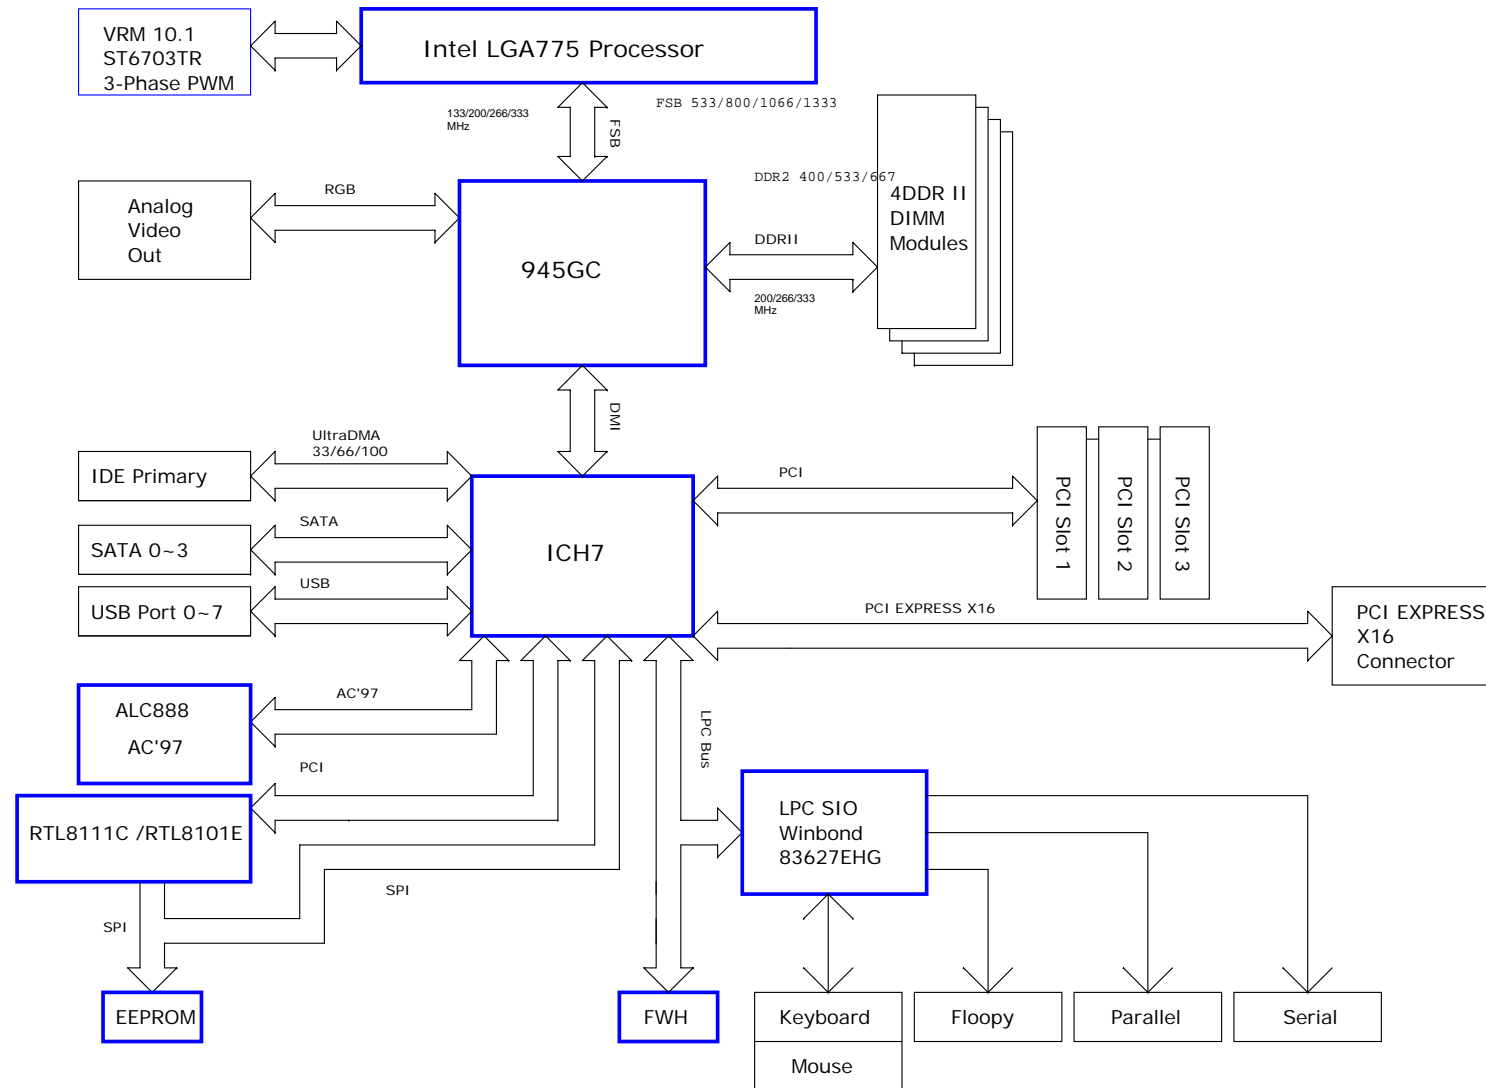 VRM 10.1
ST6703TR
3-Phase PWM
Intel LGA775 Processor
133/200/266/333
MHz
FSB
FSB 533/800/1066/1333
Analog
Video
Out
RGB
945GC
DDR2 400/533/667
DDRII
200/266/333
MHz
4DDR II
DIMM
Modules
DMI
IDE Primary
UltraDMA
33/66/100
SATA 0~3
SATA
USB Port 0~7
USB
ICH7
PCI
PCI Slot 1
PCI Slot 2
PCI Slot 3
PCI EXPRESS X16
PCI EXPRESS
X16
Connector
ALC888
AC'97
AC'97
PCI
RTL8111C /RTL8101E
SPI
SPI
LPC Bus
LPC SIO
Winbond
83627EHG
EEPROM
FWH
Keyboard
Mouse
Floopy
Parallel
Serial